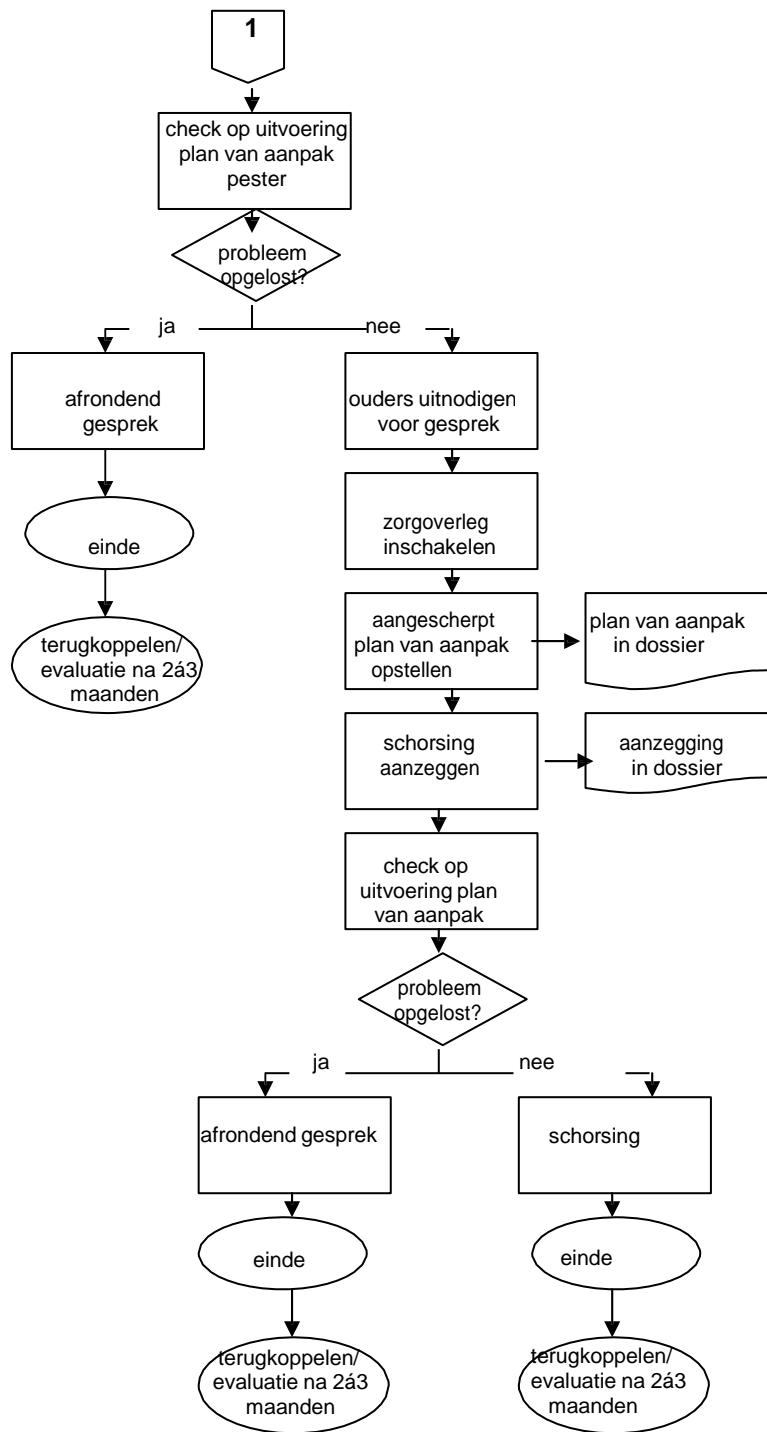 1
check op uitvoering
plan van aanpak
pester
probleem
opgelost?
ja
nee
afrondend
gesprek
ouders uitnodigen
voor gesprek
einde
zorgoverleg
inschakelen
terugkoppelen/
evaluatie na 2á3
maanden
aangescherpt
plan van aanpak
opstellen
plan van aanpak
in dossier
schorsing
aanzeggen
aanzegging
in dossier
check op
uitvoering plan
van aanpak
probleem
opgelost?
ja
nee
afrondend gesprek
schorsing
einde
einde
terugkoppelen/
evaluatie na 2á3
maanden
terugkoppelen/
evaluatie na 2á3
maanden